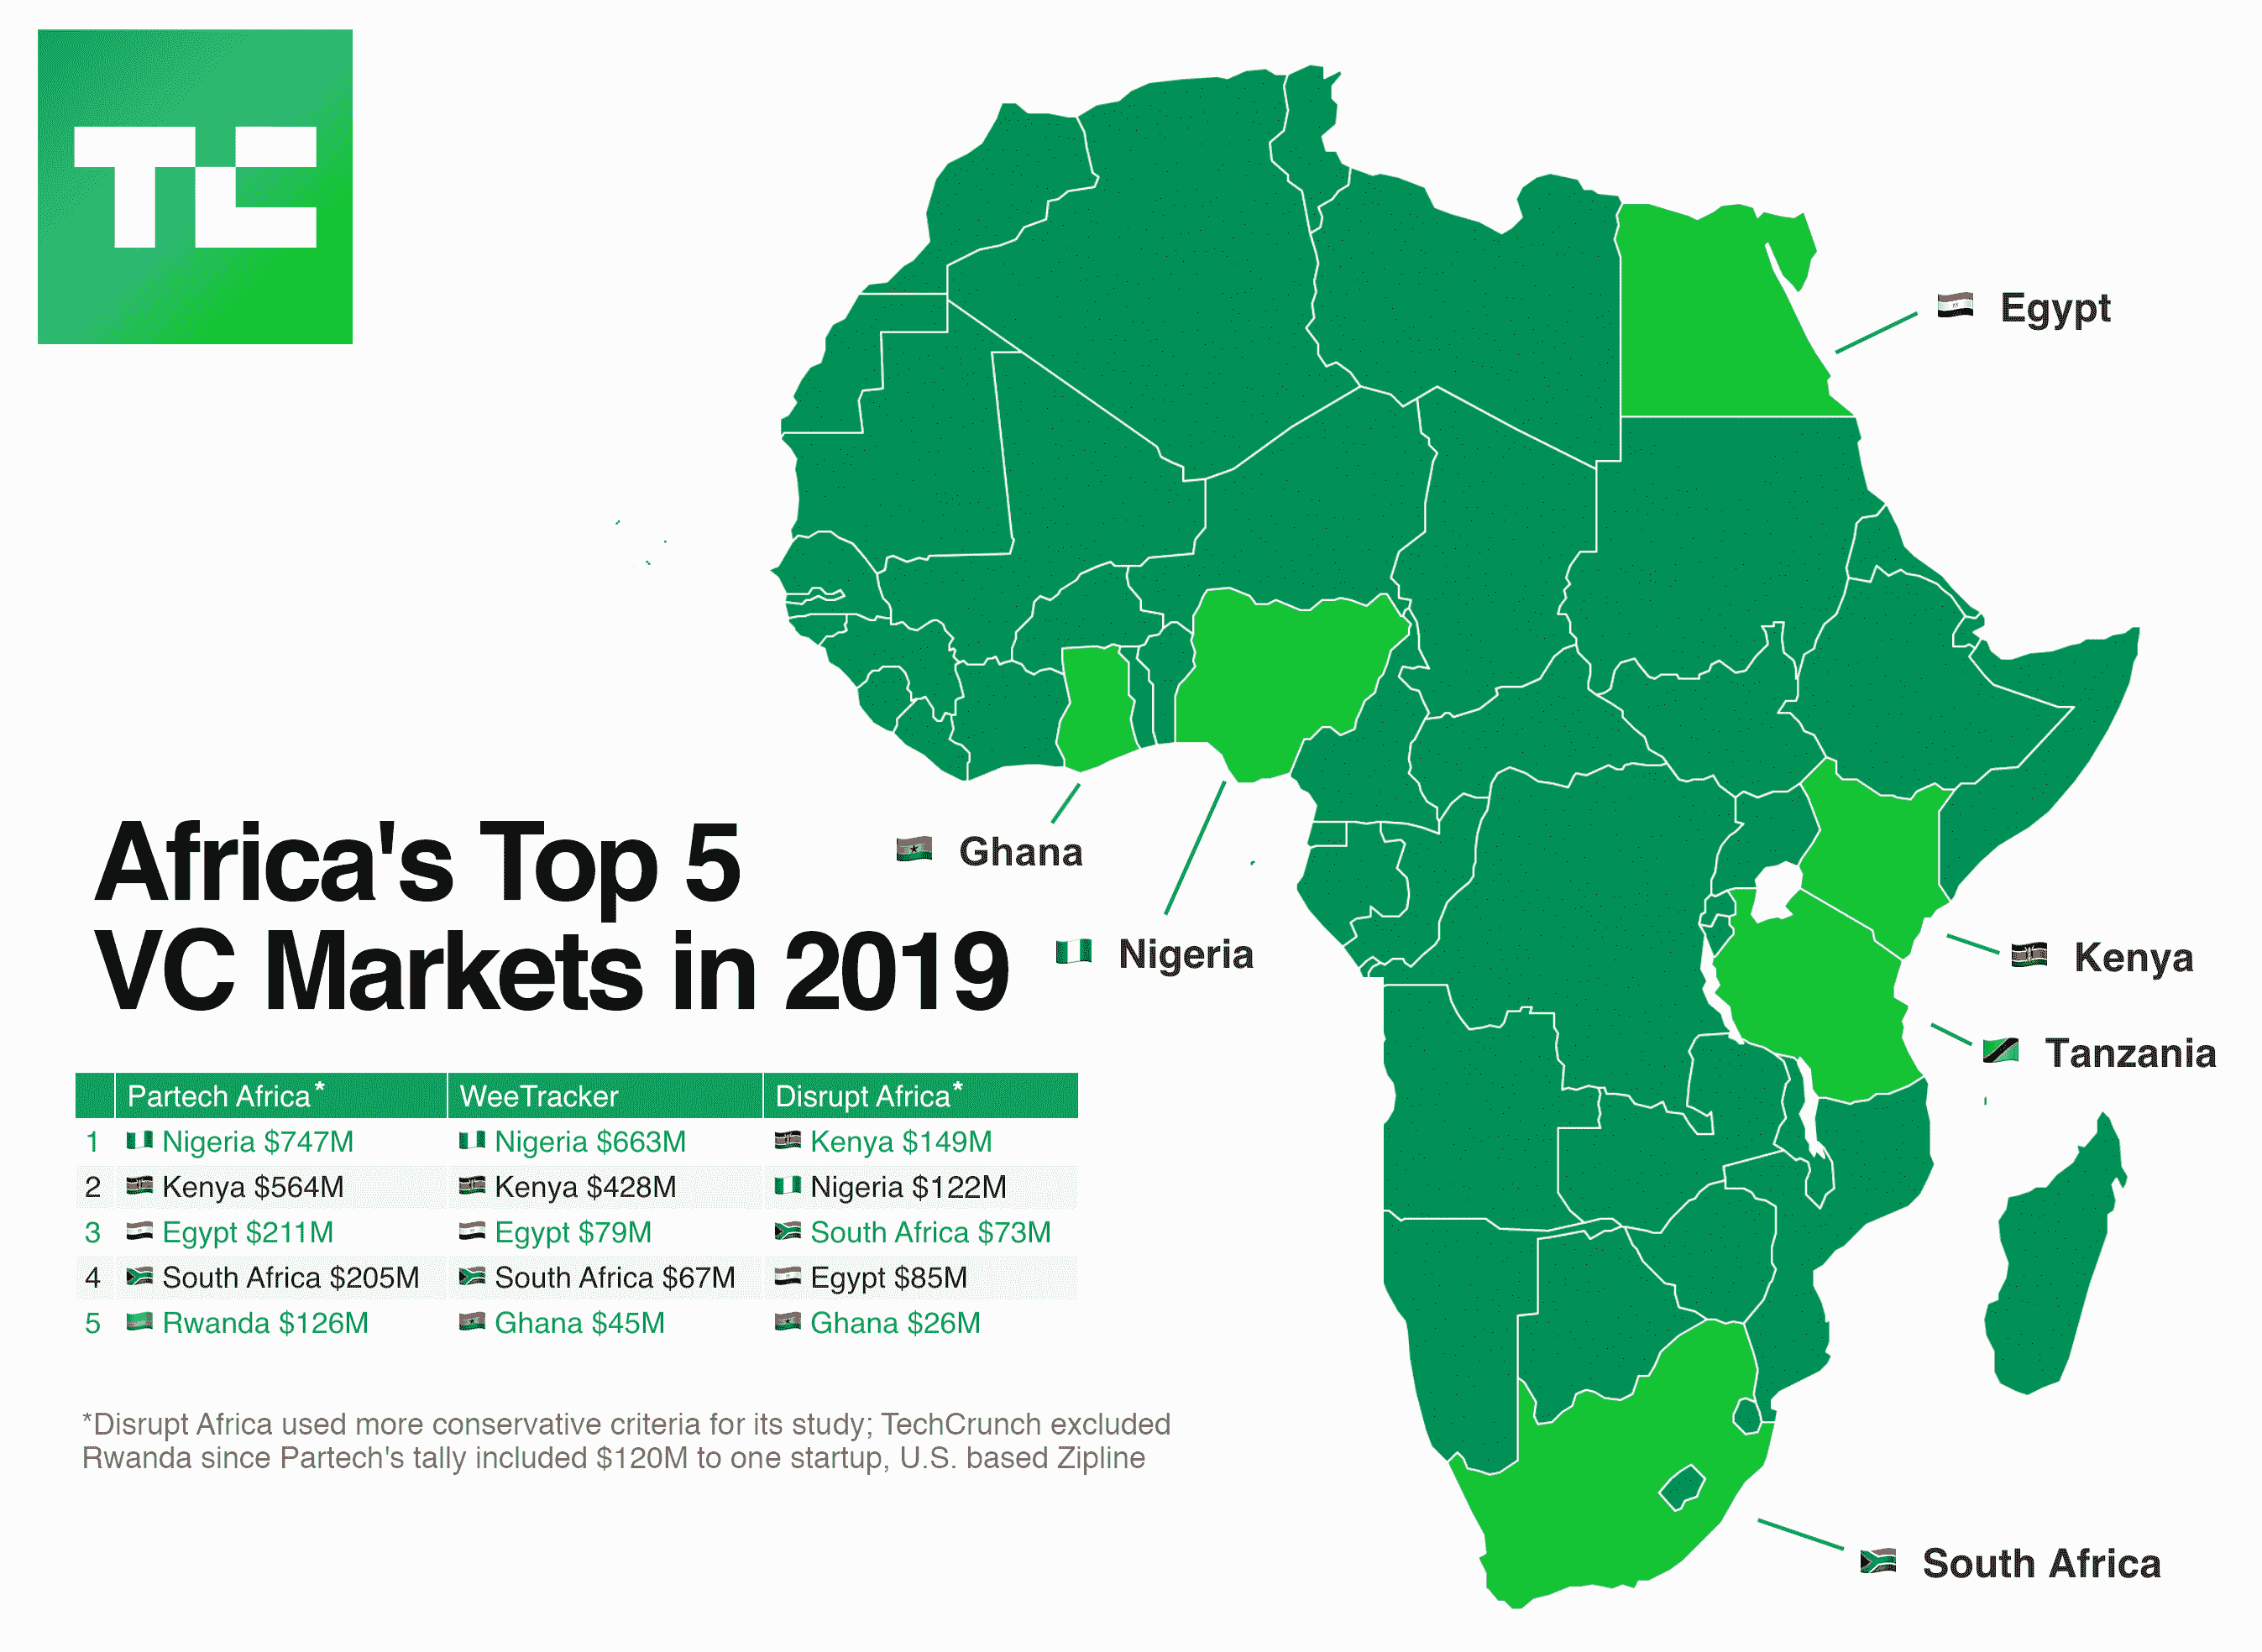 TC
Egypt
Ghana
Nigeria
Kenya
Tanzania
South Africa
Africa's Top 5
VC Markets in 2019
Partech Africa* WeeTracker Disrupt Africa*
1 Nigeria $747M Nigeria $663M Kenya $149M
2 Kenya $564M Kenya $428M Nigeria $122M
3 Egypt $211M Egypt $79M South Africa $73M
4 South Africa $205M South Africa $67M Egypt $85M
5 Rwanda $126M Ghana $45M Ghana $26M
*Disrupt Africa used more conservative criteria for its study; TechCrunch excluded
Rwanda since Partech's tally included $120M to one startup, U.S. based Zipline